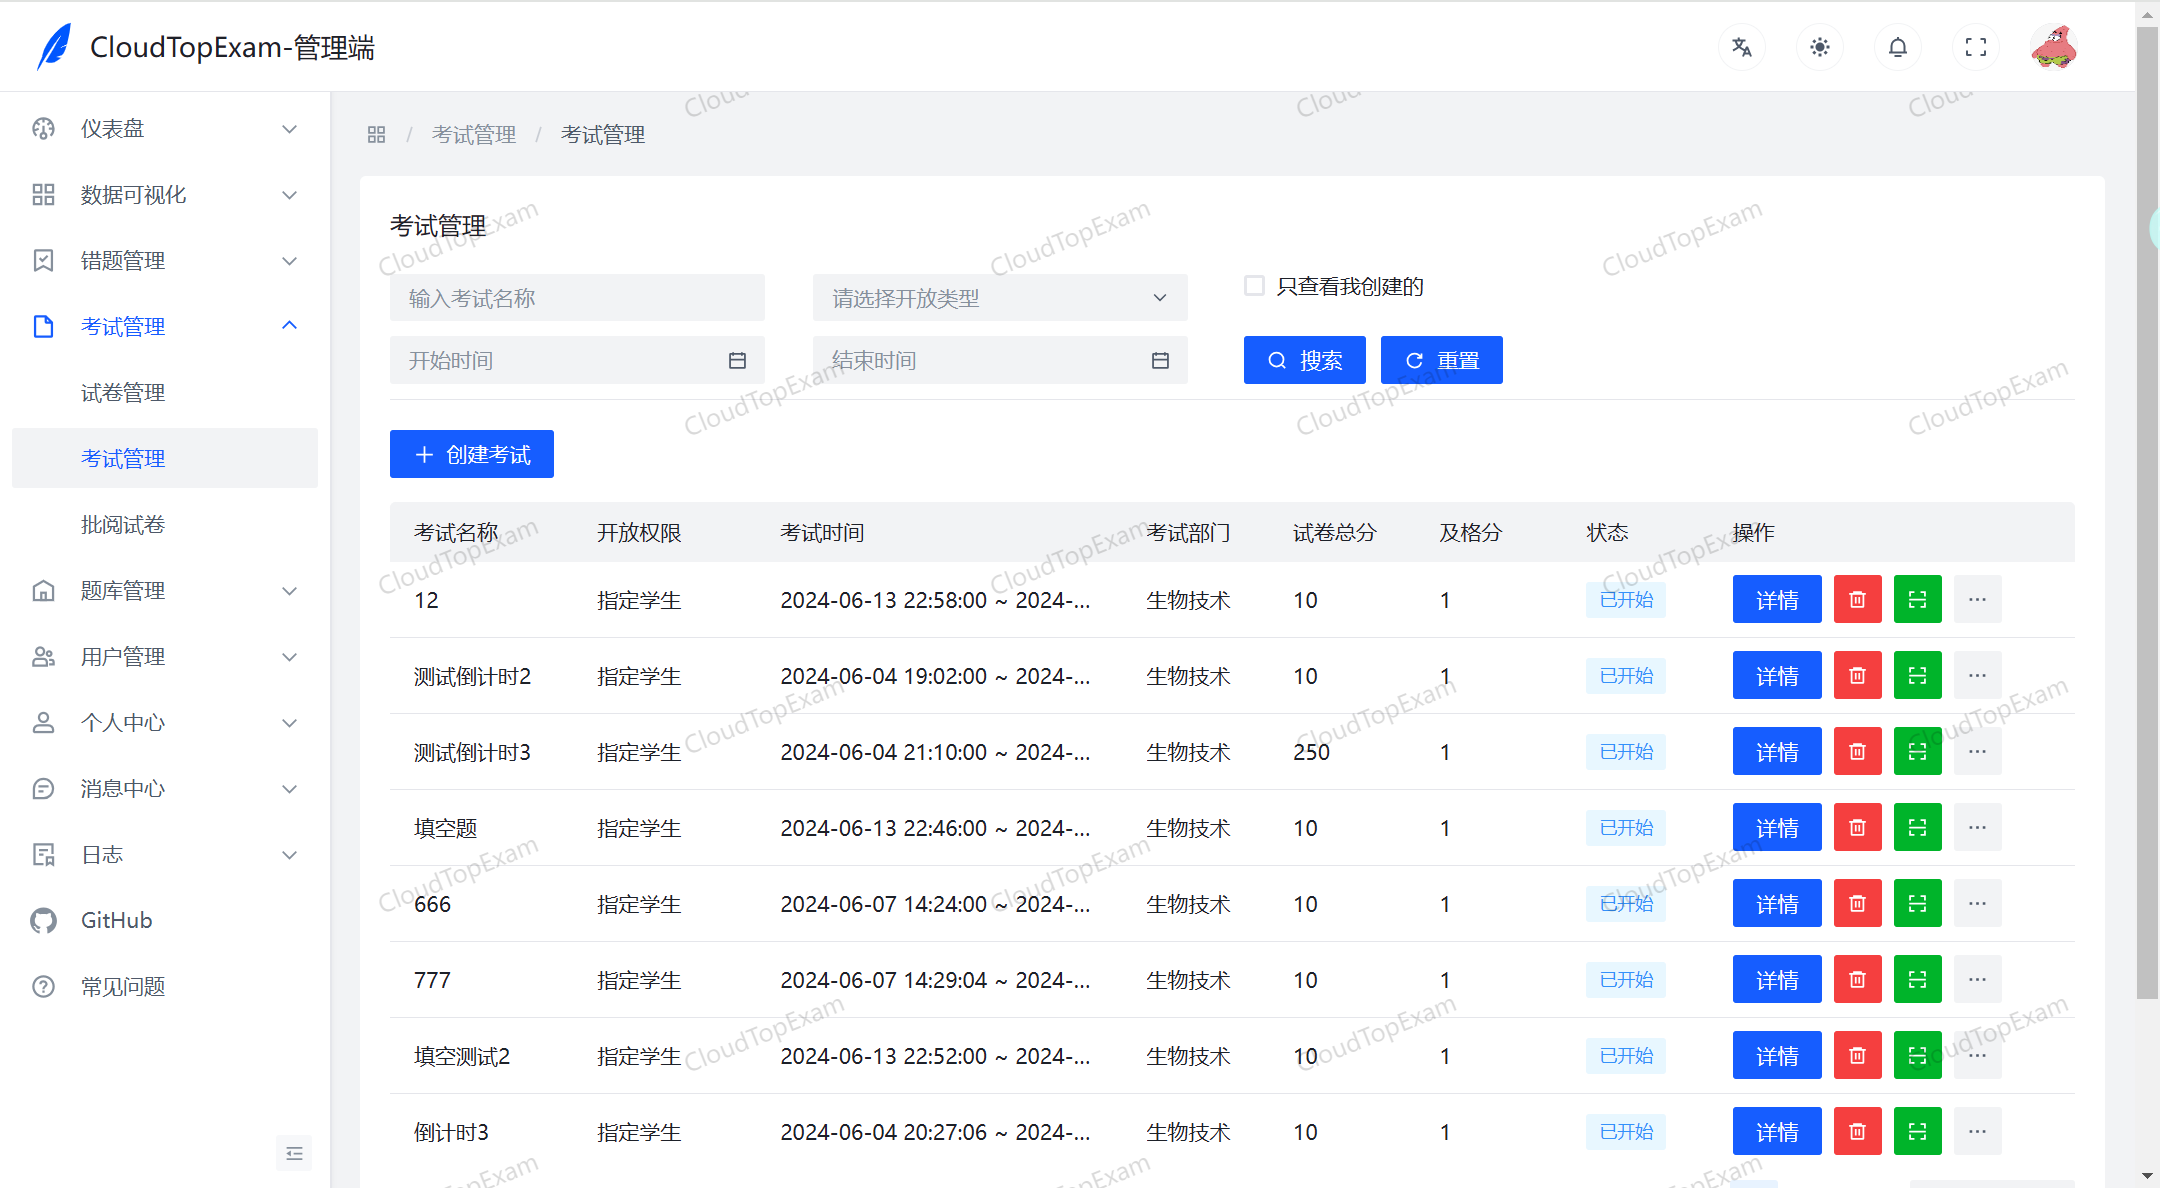 CloudTopExam-管理端
仪表盘
数据可视化
错题管理
考试管理
试卷管理
考试管理
批阅试卷
题库管理
用户管理
个人中心
消息中心
日志
GitHub
常见问题
/ 考试管理 / 考试管理
考试管理
输入考试名称 请选择开放类型 只查看我创建的
开始时间 结束时间 搜索 重置
创建考试
考试名称 开放权限 考试时间 考试部门 试卷总分 及格分 状态 操作
12 指定学生 2024-06-13 22:58:00 ~ 2024-... 生物技术 10 1 已开始 详情 ...
测试倒计时2 指定学生 2024-06-04 19:02:00 ~ 2024-... 生物技术 10 1 已开始 详情 ...
测试倒计时3 指定学生 2024-06-04 21:10:00 ~ 2024-... 生物技术 250 1 已开始 详情 ...
填空题 指定学生 2024-06-13 22:46:00 ~ 2024-... 生物技术 10 1 已开始 详情 ...
666 指定学生 2024-06-07 14:24:00 ~ 2024-... 生物技术 10 1 已开始 详情 ...
777 指定学生 2024-06-07 14:29:04 ~ 2024-... 生物技术 10 1 已开始 详情 ...
填空测试2 指定学生 2024-06-13 22:52:00 ~ 2024-... 生物技术 10 1 已开始 详情 ...
倒计时3 指定学生 2024-06-04 20:27:06 ~ 2024-... 生物技术 10 1 已开始 详情 ...
CloudTopExam